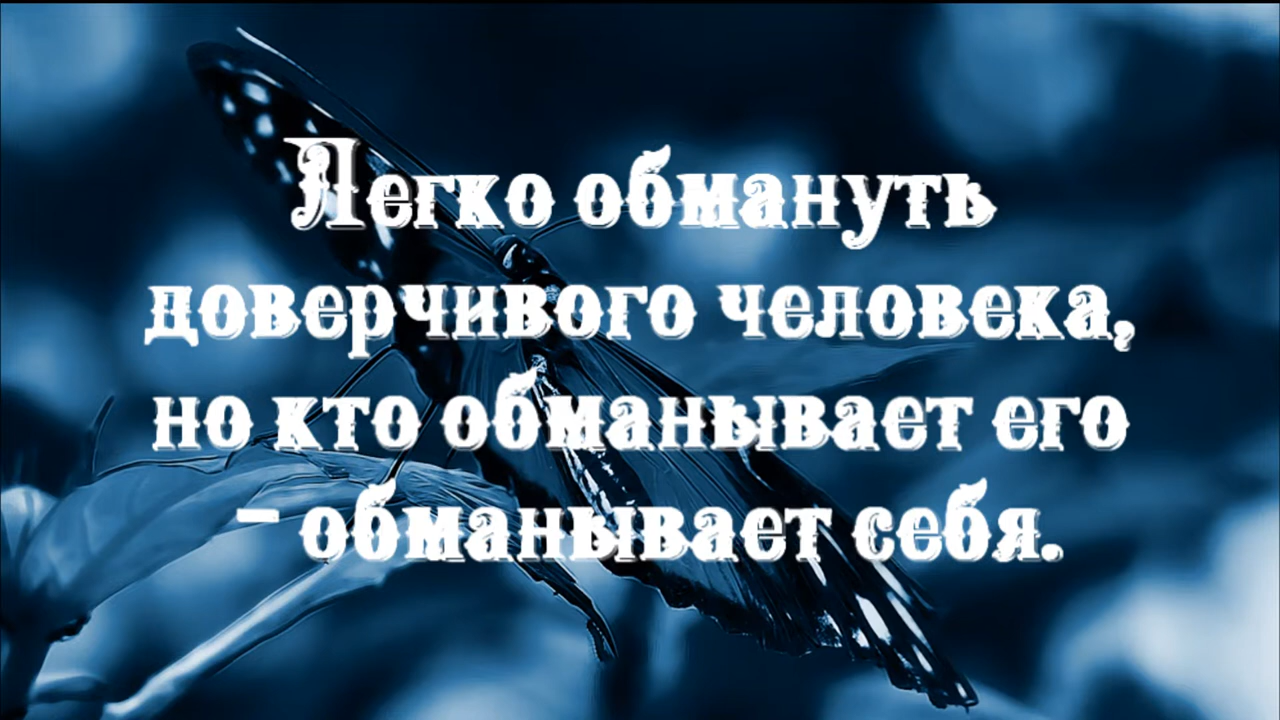 Легко обмануть
доверчивого человека,
но кто обманывает его
– обманывает себя.